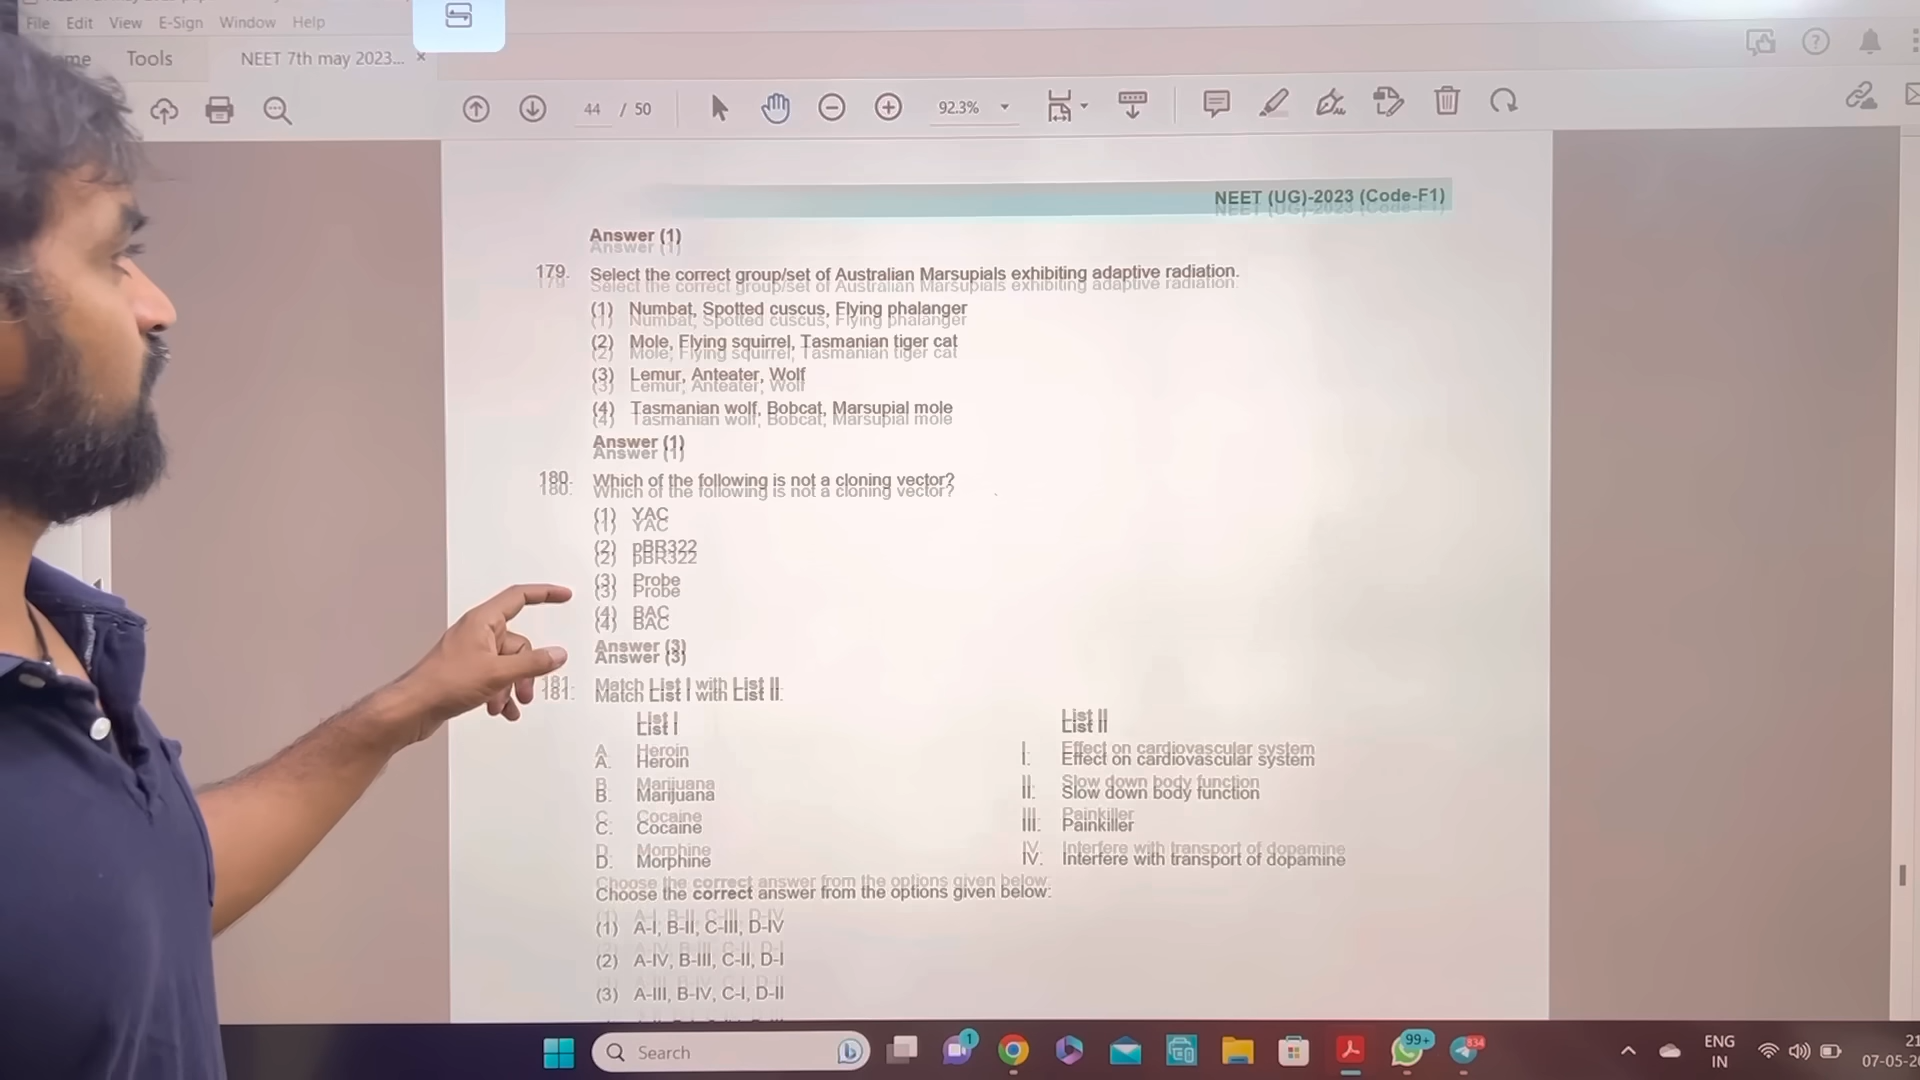 File Edit View E-Sign Window Help
Tools
NEET 7th may 2023... ×
44 / 50
92.3%
NEET (UG)-2023 (Code-F1)
Answer (1)
179. Select the correct group/set of Australian Marsupials exhibiting adaptive radiation.
(1) Numbat, Spotted cuscus, Flying phalanger
(2) Mole, Flying squirrel, Tasmanian tiger cat
(3) Lemur, Anteater, Wolf
(4) Tasmanian wolf, Bobcat, Marsupial mole
Answer (1)
180. Which of the following is not a cloning vector?
(1) YAC
(2) pBR322
(3) Probe
(4) BAC
Answer (3)
181. Match List I with List II.
List I List II
A. Heroin I. Effect on cardiovascular system
B. Marijuana II. Slow down body function
C. Cocaine III. Painkiller
D. Morphine IV. Interfere with transport of dopamine
Choose the correct answer from the options given below:
(1) A-I, B-II, C-III, D-IV
(2) A-IV, B-III, C-II, D-I
(3) A-III, B-IV, C-I, D-II
Search
1
99+
834
ENG
IN
21
07-05-2